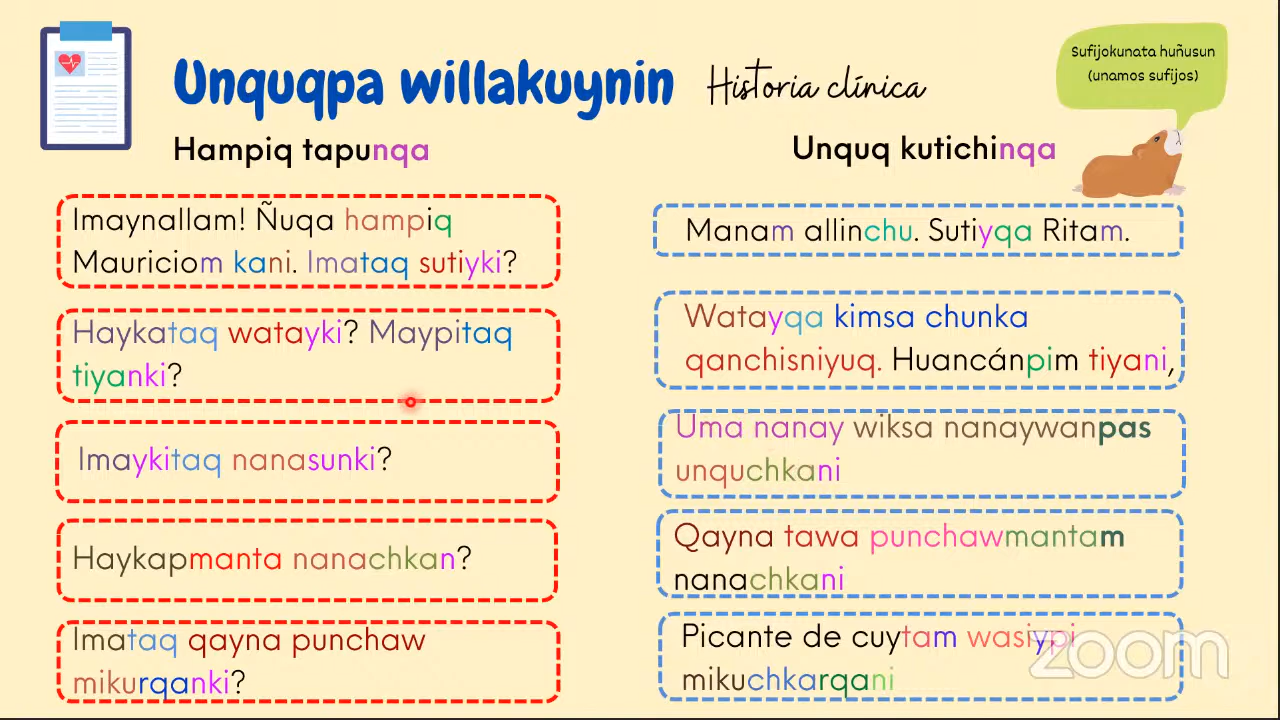 Unquqpa willakuynin Historia clínica
Sufijokunata huñusun
(unamos sufijos)
Hampiq tapunqa
Imaynallam! Ñuqa hampiq
Mauriciom kani. Imataq sutiyki?
Haykataq watayki? Maypitaq
tiyanki?
Imaykitaq nanasunki?
Haykapmanta nanachkan?
Imataq qayna punchaw
mikurqanki?
Unquq kutichinqa
Manam allinchu. Sutiyqa Ritam.
Watayqa kimsa chunka
qanchisniyuq. Huancánpim tiyani,
Uma nanay wiksa nanaywanpas
unquchkani
Qayna tawa punchawmantam
nanachkani
Picante de cuytam wasiypi
mikuchkarqani
zoom